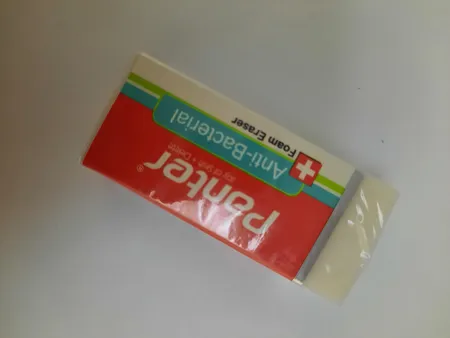 Panter®
Anti-Bacterial
Foam Eraser